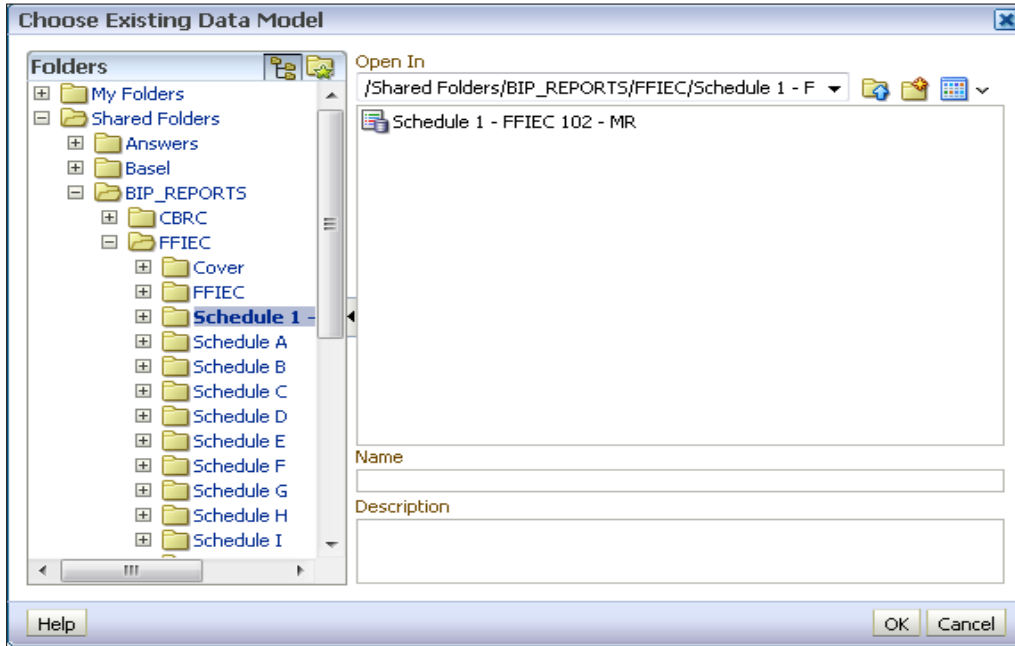 Choose Existing Data Model
Folders
My Folders
Shared Folders
Answers
Basel
BIP_REPORTS
CBRC
FFIEC
Cover
FFIEC
Schedule 1 -
Schedule A
Schedule B
Schedule C
Schedule D
Schedule E
Schedule F
Schedule G
Schedule H
Schedule I
Open In
/Shared Folders/BIP_REPORTS/FFIEC/Schedule 1 - F
Schedule 1 - FFIEC 102 - MR
Name
Description
Help
OK
Cancel